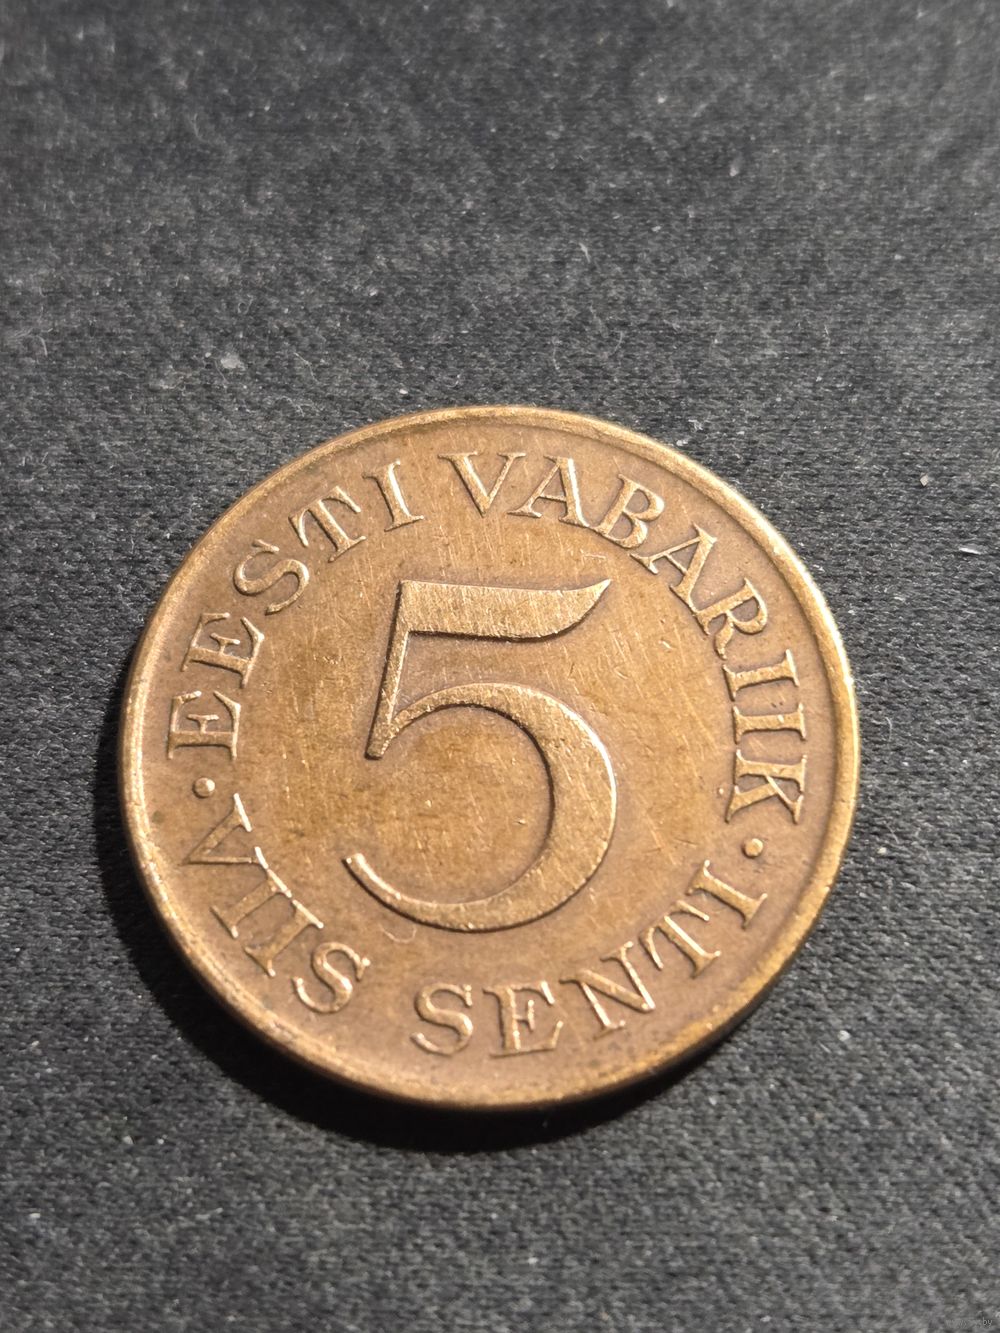 · EESTI VABARIIK ·
5
VIIS SENTI